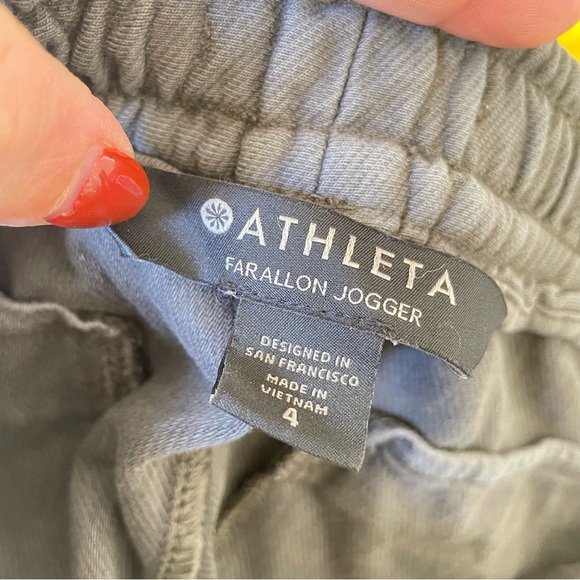 ATHLETA
FARALLON JOGGER
DESIGNED IN
SAN FRANCISCO
MADE IN
VIETNAM
4